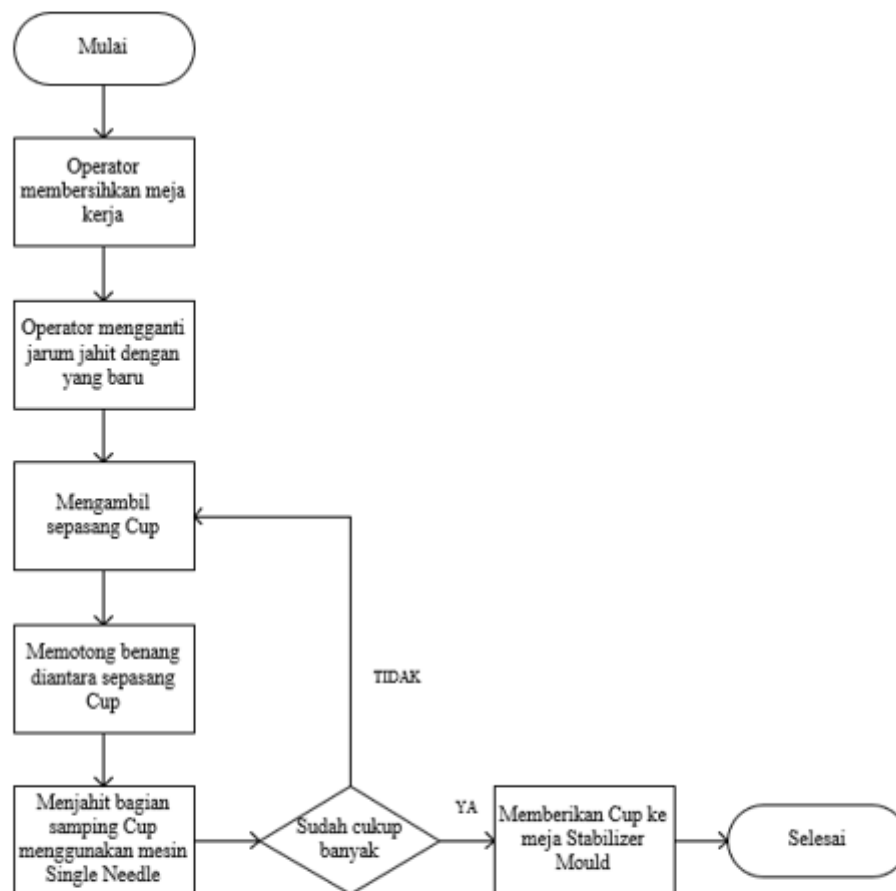 Mulai
Operator
membersihkan meja
kerja
Operator mengganti
jarum jahit dengan
yang baru
Mengambil
sepasang Cup
Memotong benang
diantara sepasang
Cup
TIDAK
Menjahit bagian
samping Cup
menggunakan mesin
Single Needle
Sudah cukup
banyak
YA
Memberikan Cup ke
meja Stabilizer
Mould
Selesai